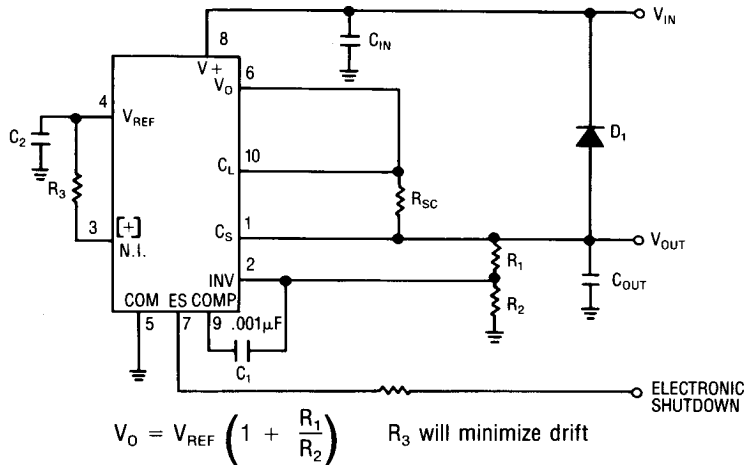 8
V+
V_O
6
C_IN
V_IN
4
V_REF
C_2
R_3
C_L
10
R_SC
D_1
3
[+]
N.I.
C_S
1
V_OUT
INV
2
R_1
R_2
C_OUT
COM
ES
COMP
5
7
9
.001µF
C_1
ELECTRONIC
SHUTDOWN
V_O = V_REF (1 + R_1/R_2)
R_3 will minimize drift